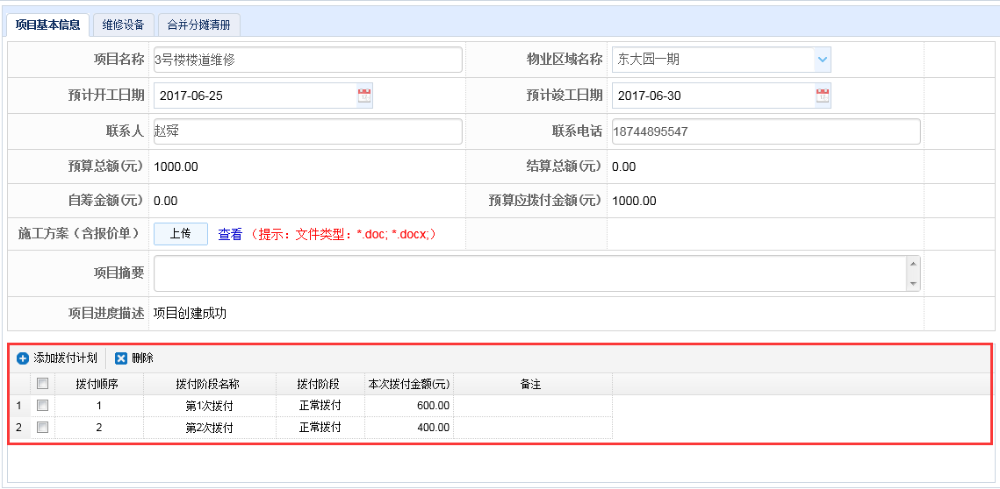 项目基本信息 维修设备 合并分摊清册
项目名称 3号楼楼道维修 物业区域名称 东大园一期
预计开工日期 2017-06-25 预计竣工日期 2017-06-30
联系人 赵舜 联系电话 18744895547
预算总额(元) 1000.00 结算总额(元) 0.00
自筹金额(元) 0.00 预算应拨付金额(元) 1000.00
施工方案（含报价单） 上传 查看 （提示：文件类型：*.doc; *.docx;）
项目摘要
项目进度描述 项目创建成功
添加拨付计划 删除
拨付顺序 拨付阶段名称 拨付阶段 本次拨付金额(元) 备注
1 1 第1次拨付 正常拨付 600.00
2 2 第2次拨付 正常拨付 400.00